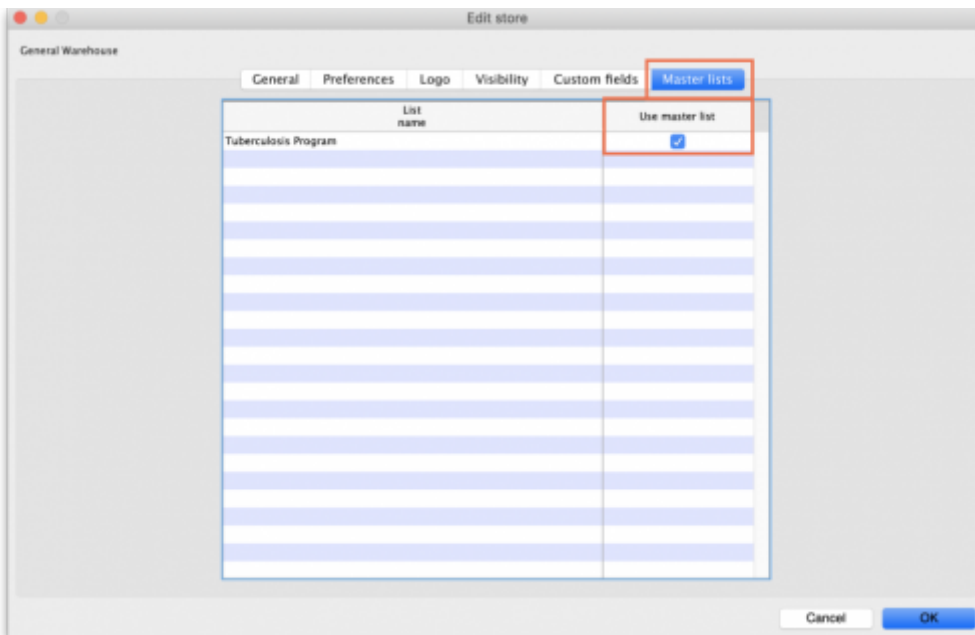 Edit store
General Warehouse
General Preferences Logo Visibility Custom fields Master lists
List
name
Use master list
Tuberculosis Program
Cancel OK